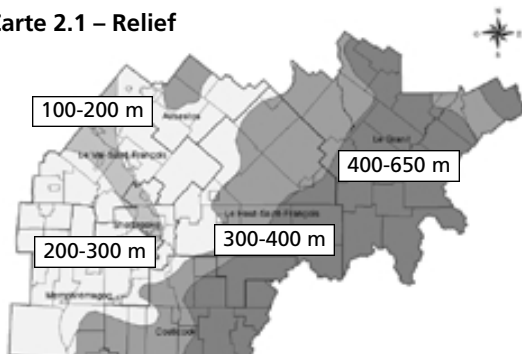 Carte 2.1 – Relief
N
O
E
S
100-200 m
Asbestos
Le Val-Saint-François
Le Granit
400-650 m
Le Haut-Saint-François
Sherbrooke
300-400 m
200-300 m
Memphrémagog
Coaticook